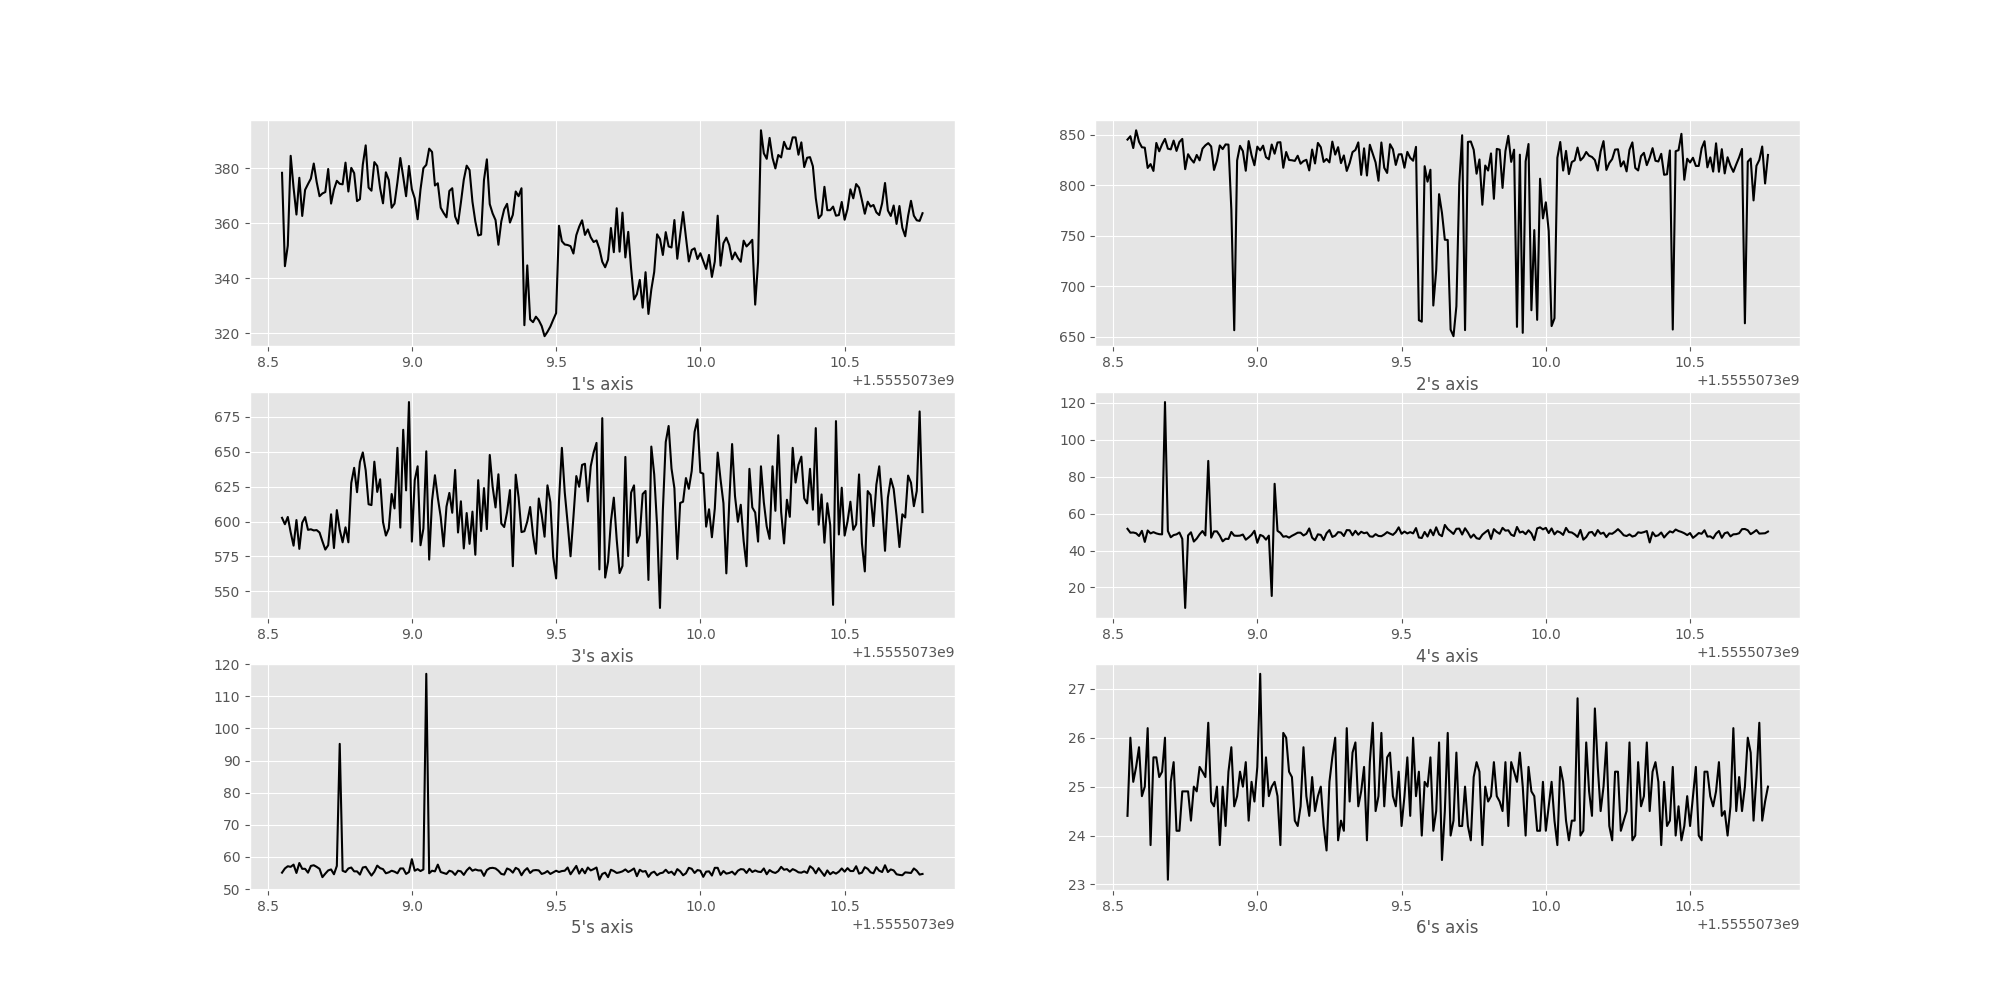 380
360
340
320
8.5 9.0 9.5 10.0 10.5
1's axis +1.5555073e9
850
800
750
700
650
8.5 9.0 9.5 10.0 10.5
2's axis +1.5555073e9
675
650
625
600
575
550
8.5 9.0 9.5 10.0 10.5
3's axis +1.5555073e9
120
100
80
60
40
20
8.5 9.0 9.5 10.0 10.5
4's axis +1.5555073e9
120
110
100
90
80
70
60
50
8.5 9.0 9.5 10.0 10.5
5's axis +1.5555073e9
27
26
25
24
23
8.5 9.0 9.5 10.0 10.5
6's axis +1.5555073e9